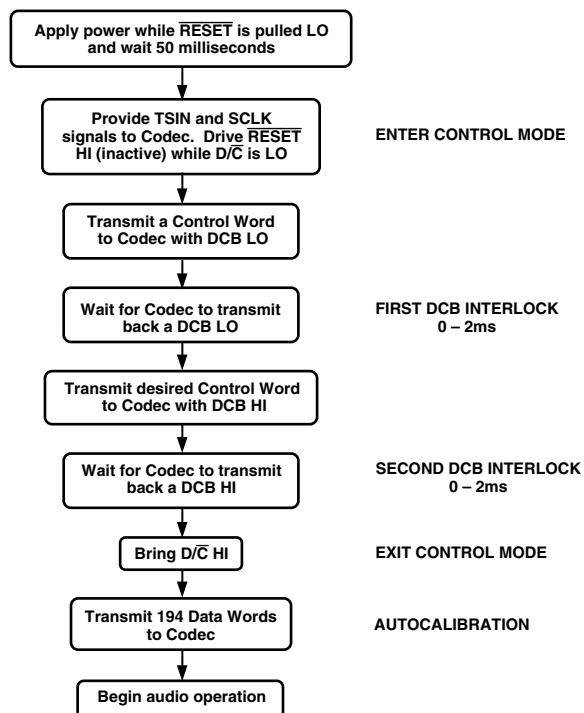 Apply power while RESET is pulled LO
and wait 50 milliseconds
Provide TSIN and SCLK
signals to Codec. Drive RESET
HI (inactive) while D/C is LO
ENTER CONTROL MODE
Transmit a Control Word
to Codec with DCB LO
Wait for Codec to transmit
back a DCB LO
FIRST DCB INTERLOCK
0 – 2ms
Transmit desired Control Word
to Codec with DCB HI
Wait for Codec to transmit
back a DCB HI
SECOND DCB INTERLOCK
0 – 2ms
Bring D/C HI
EXIT CONTROL MODE
Transmit 194 Data Words
to Codec
AUTOCALIBRATION
Begin audio operation